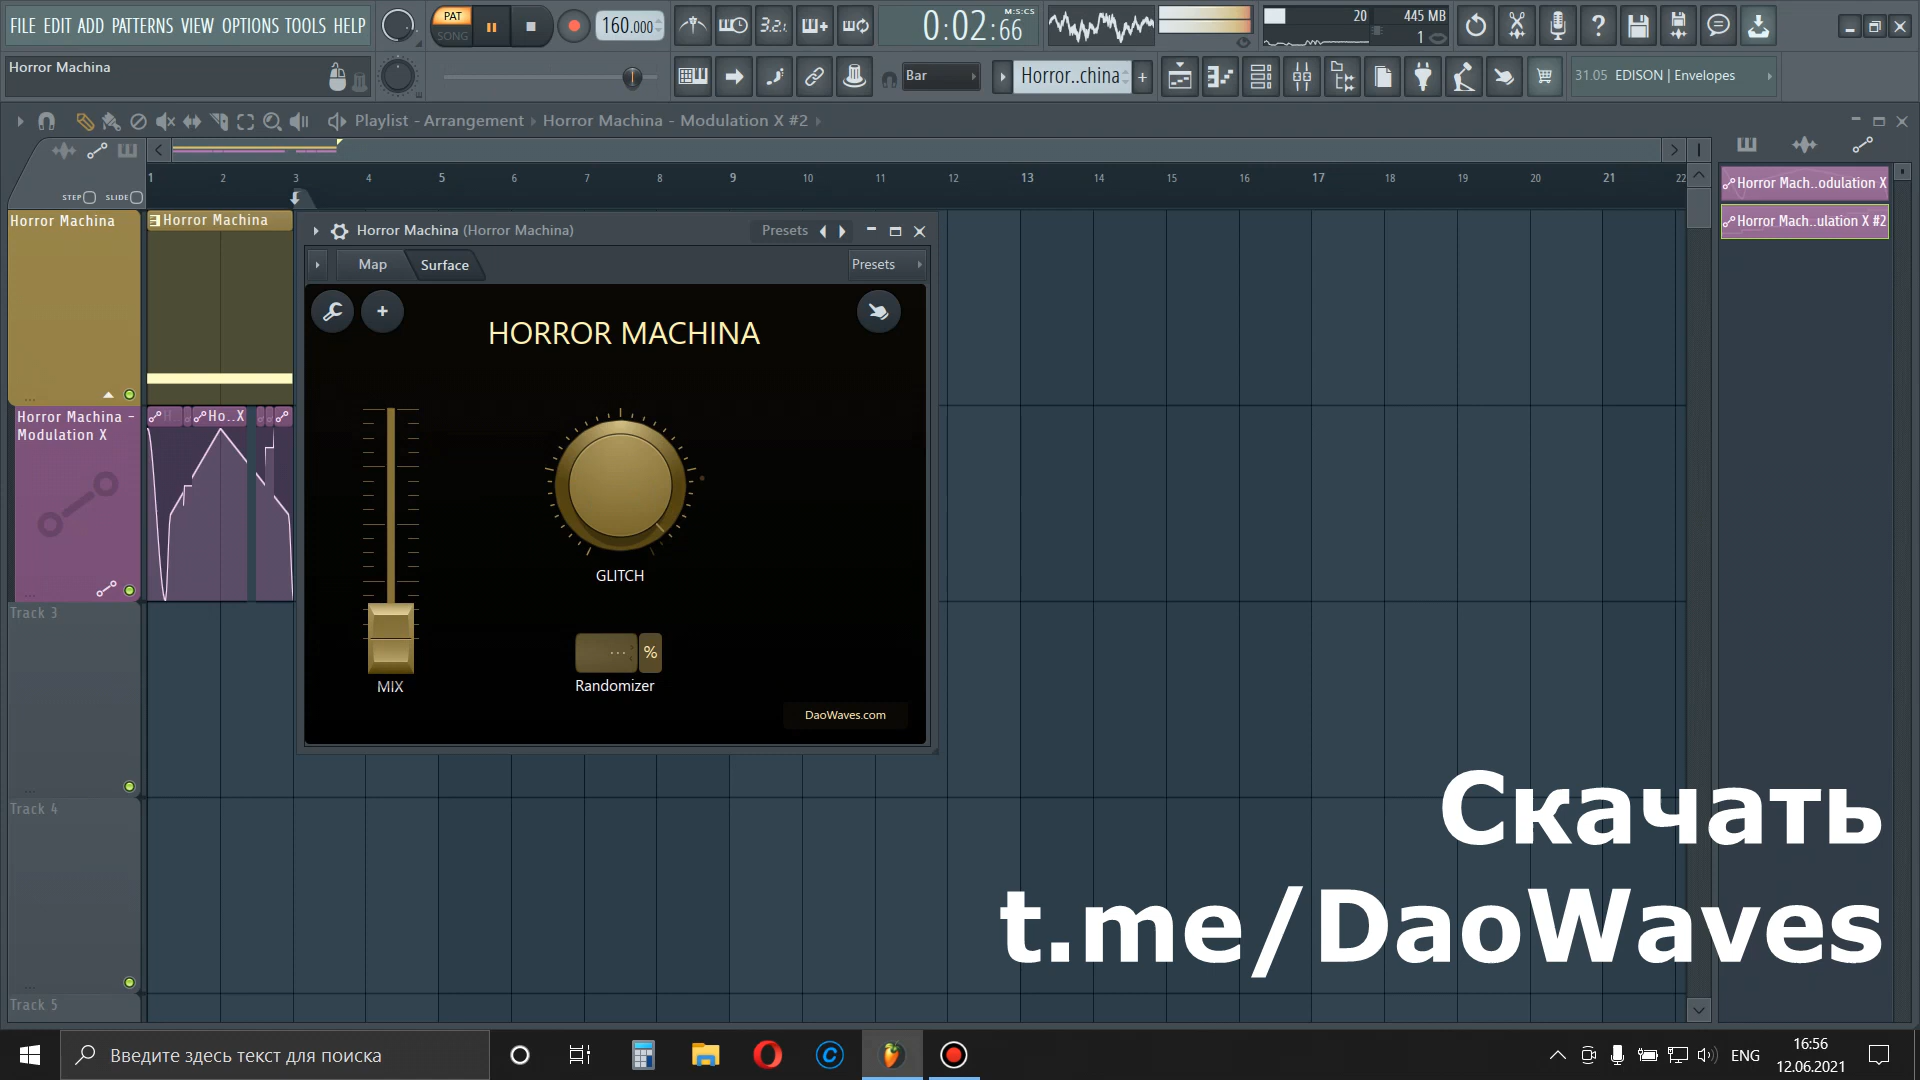 FILE EDIT ADD PATTERNS VIEW OPTIONS TOOLS HELP
PAT
SONG
160.000
3.2.
0:02:66
M:S:CS
20
445 MB
1
Horror Machina
Bar
Horror..china
31.05 EDISON | Envelopes
Playlist - Arrangement › Horror Machina - Modulation X #2
STEP SLIDE
1 2 3 4 5 6 7 8 9 10 11 12 13 14 15 16 17 18 19 20 21 22
Horror Mach..odulation X
Horror Mach..ulation X #2
Horror Machina
Horror Machina
Horror Machina (Horror Machina)
Presets
Map
Surface
Presets
HORROR MACHINA
Horror Machina -
Modulation X
Ho..X
GLITCH
MIX
... %
Randomizer
DaoWaves.com
Track 3
Track 4
Track 5
Скачать
t.me/DaoWaves
Введите здесь текст для поиска
ENG
16:56
12.06.2021